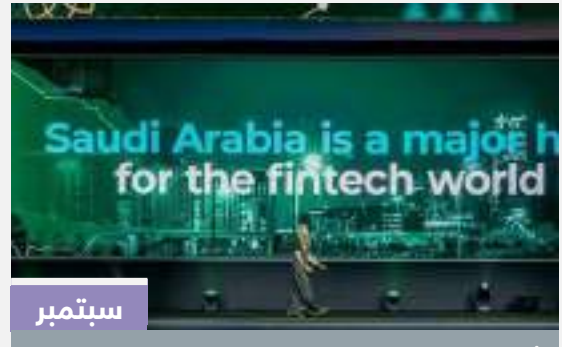 Saudi Arabia is a major h
for the fintech world
سبتمبر